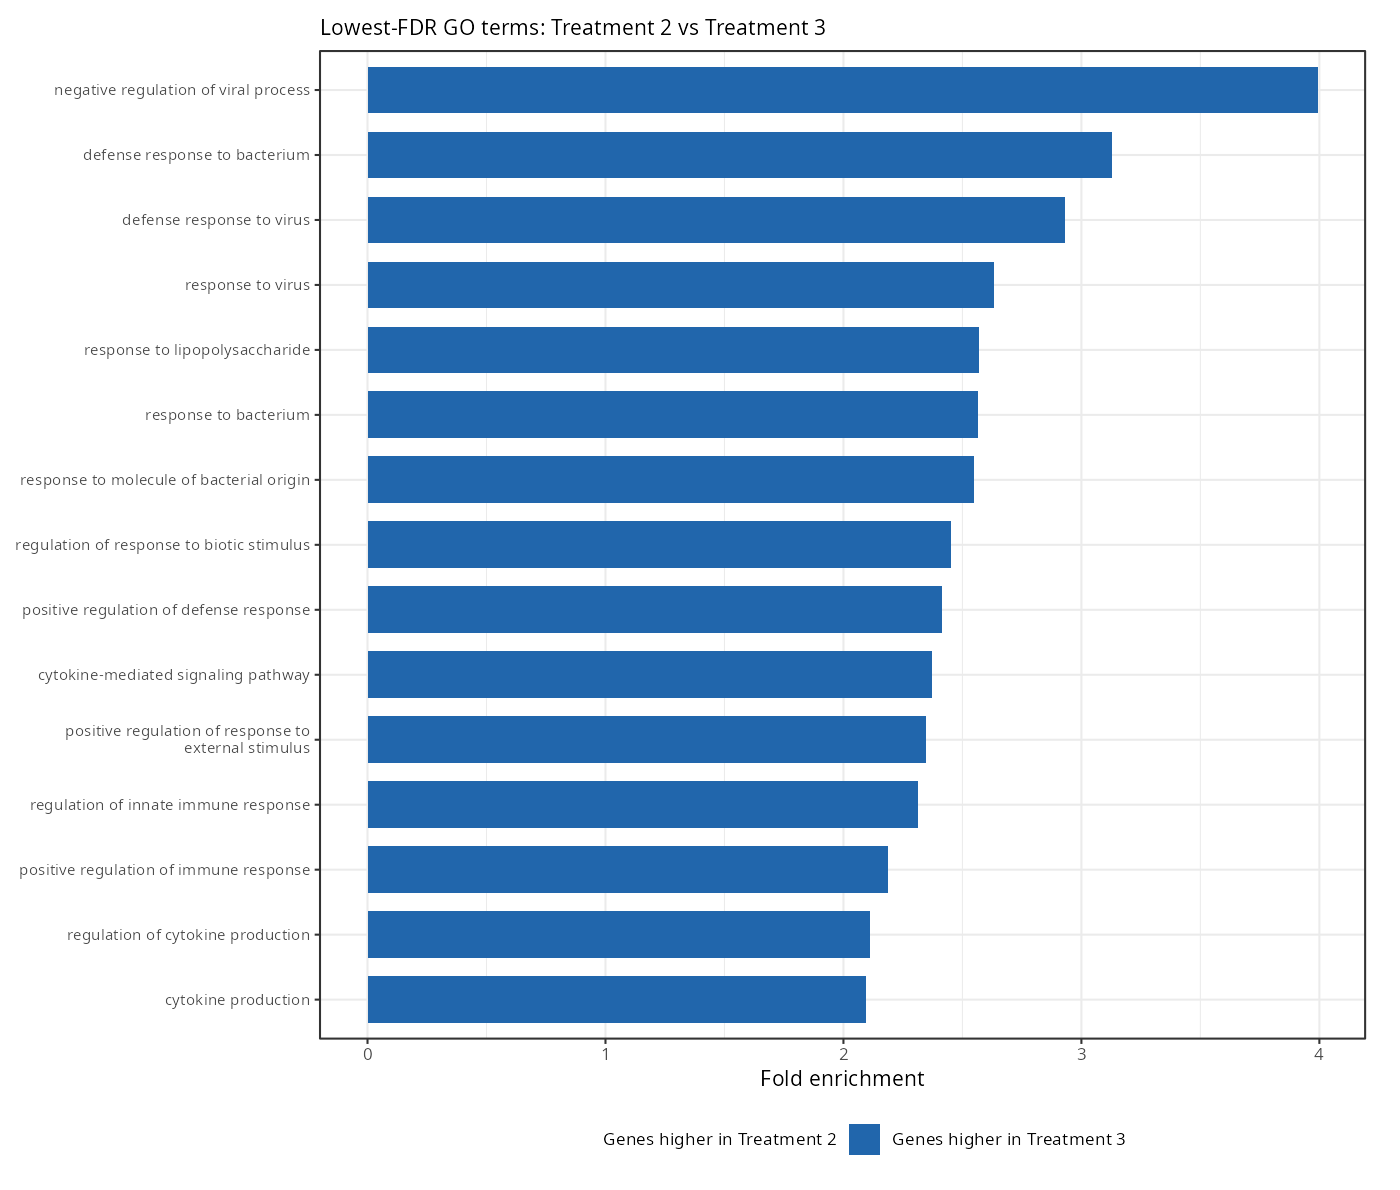 Lowest-FDR GO terms: Treatment 2 vs Treatment 3
negative regulation of viral process
defense response to bacterium
defense response to virus
response to virus
response to lipopolysaccharide
response to bacterium
response to molecule of bacterial origin
regulation of response to biotic stimulus
positive regulation of defense response
cytokine-mediated signaling pathway
positive regulation of response to
external stimulus
regulation of innate immune response
positive regulation of immune response
regulation of cytokine production
cytokine production
0 1 2 3 4
Fold enrichment
Genes higher in Treatment 2 Genes higher in Treatment 3